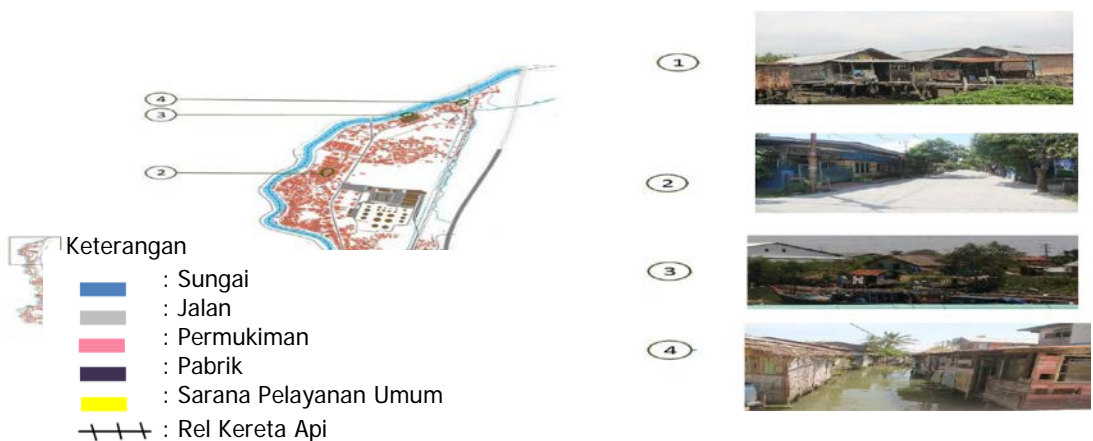 4
3
2
Keterangan
: Sungai
: Jalan
: Permukiman
: Pabrik
: Sarana Pelayanan Umum
: Rel Kereta Api
1
2
3
4